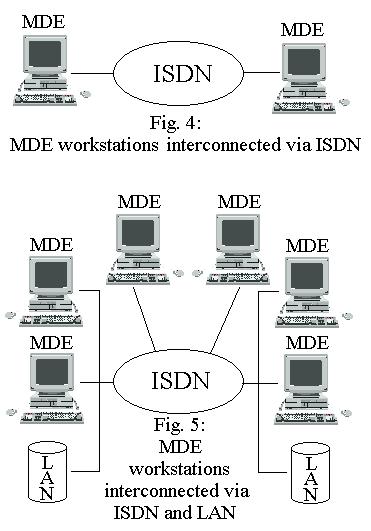 MDE
MDE
ISDN
Fig. 4:
MDE workstations interconnected via ISDN
MDE
MDE
MDE
MDE
MDE
MDE
ISDN
LAN
LAN
Fig. 5:
MDE
workstations
interconnected via
ISDN and LAN